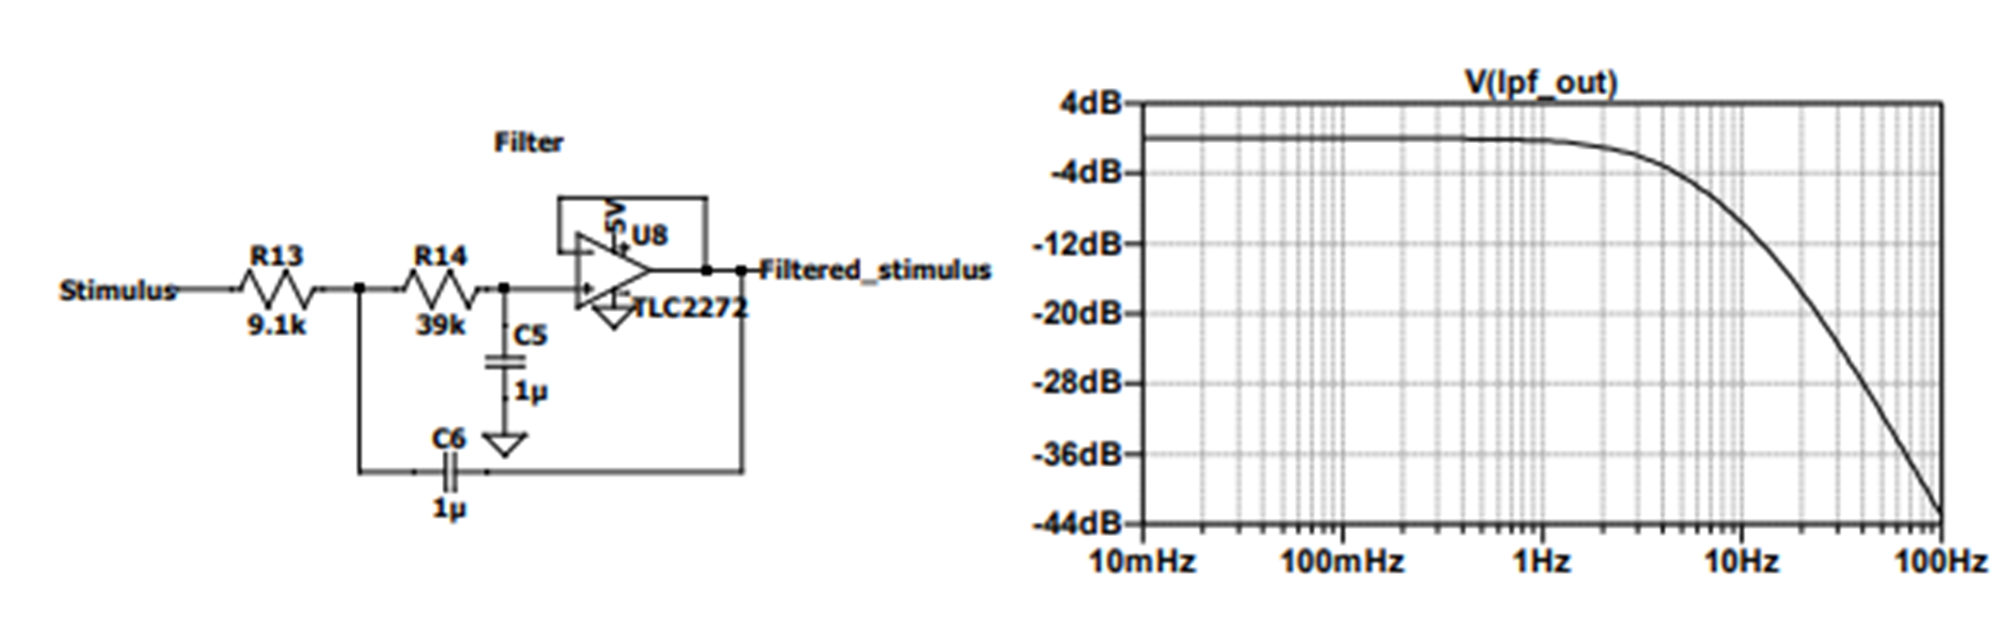 Filter
5V
U8
R13
R14
Stimulus
Filtered_stimulus
9.1k
39k
TLC2272
C5
1µ
C6
1µ
V(lpf_out)
4dB
-4dB
-12dB
-20dB
-28dB
-36dB
-44dB
10mHz 100mHz 1Hz 10Hz 100Hz